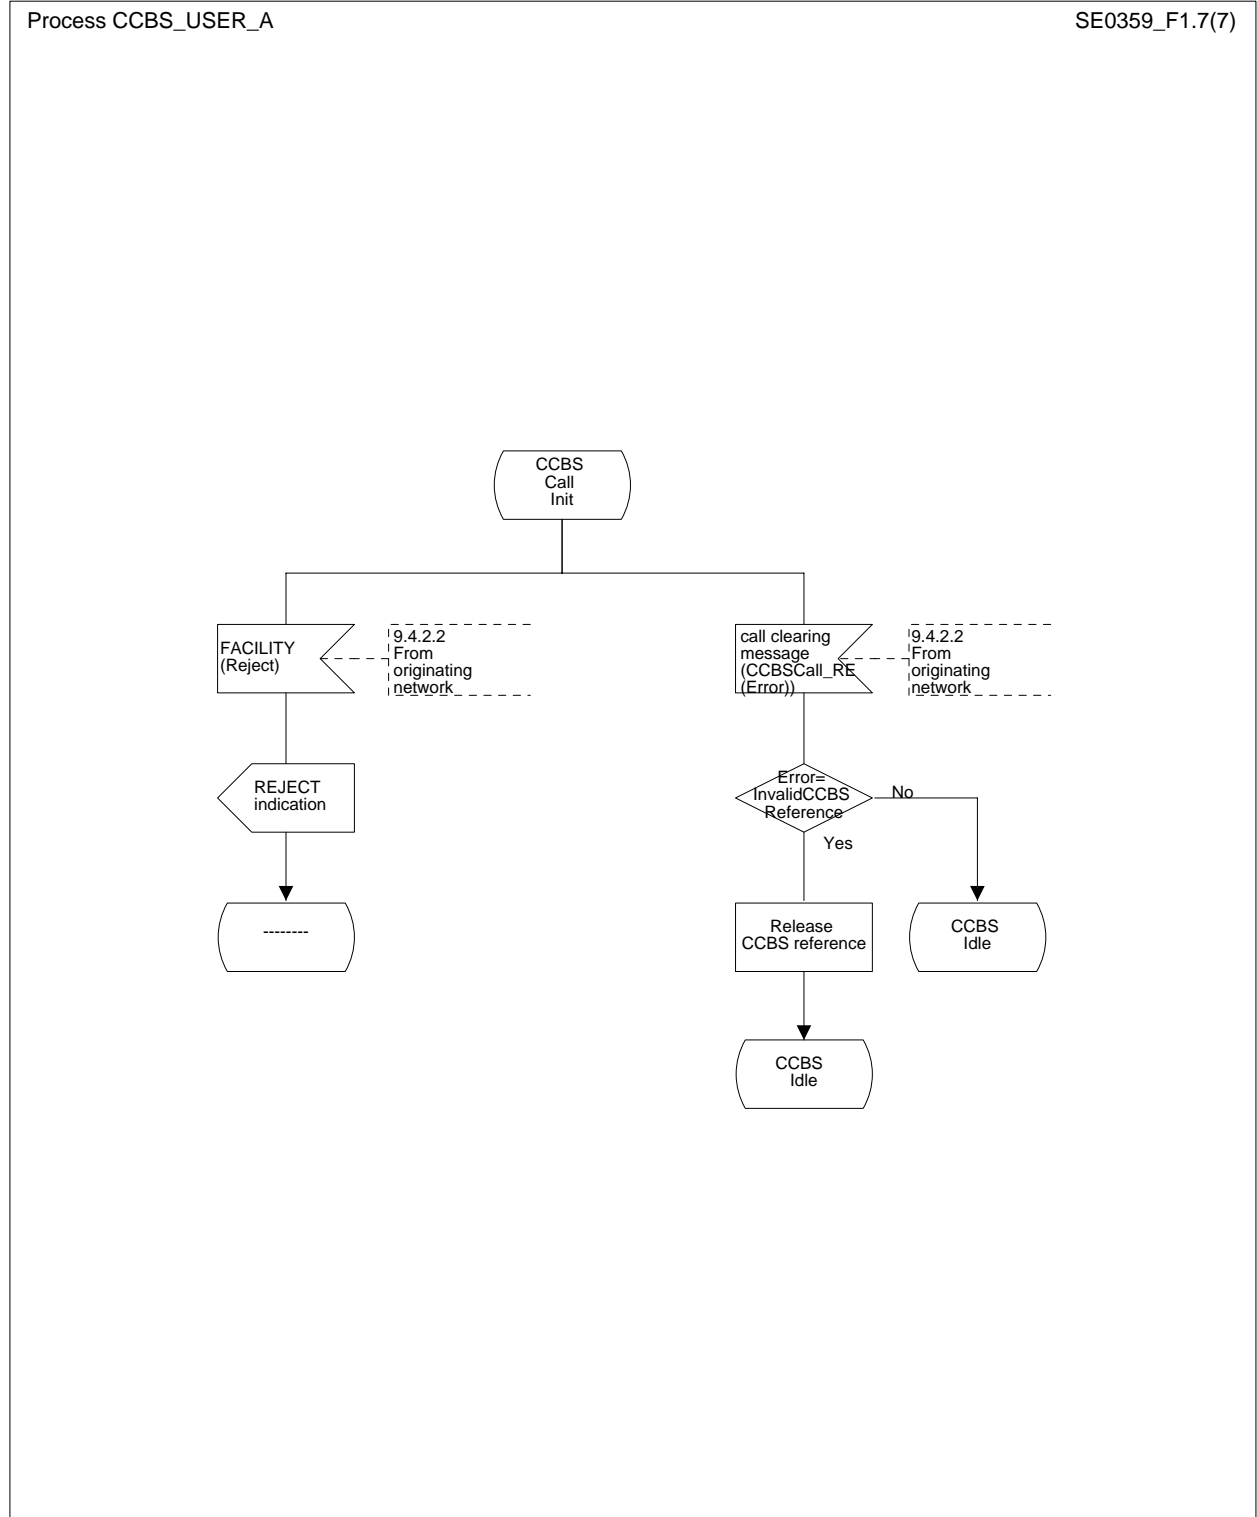 Process CCBS_USER_A
SE0359_F1.7(7)
CCBS
Call
Init
FACILITY
(Reject)
9.4.2.2
From
originating
network
call clearing
message
(CCBSCall_RE
(Error))
9.4.2.2
From
originating
network
REJECT
indication
Error=
InvalidCCBS
Reference
No
Yes
--------
Release
CCBS reference
CCBS
Idle
CCBS
Idle